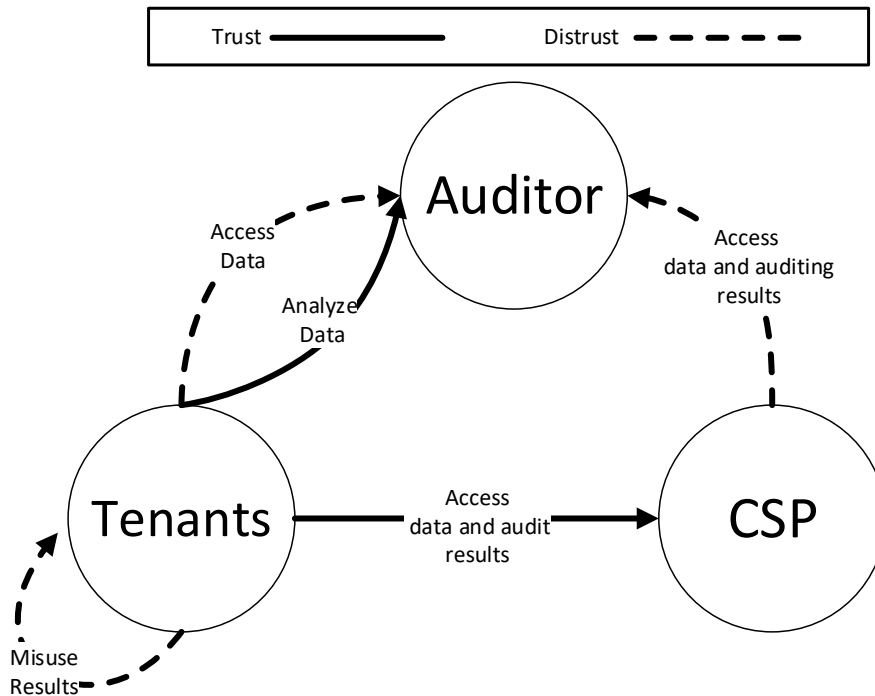 Trust
Distrust
Auditor
Access
Data
Access
data and auditing
results
Analyze
Data
Tenants
Access
data and audit
results
CSP
Misuse
Results